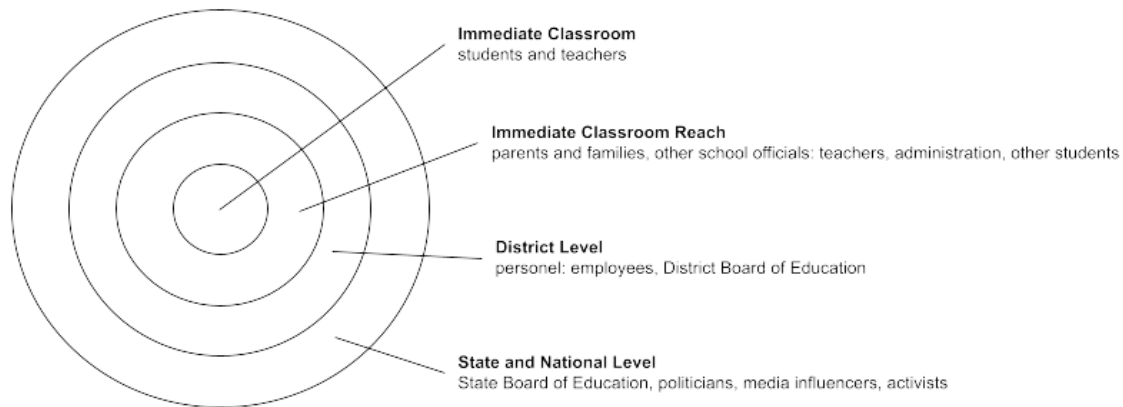 Immediate Classroom
students and teachers
Immediate Classroom Reach
parents and families, other school officials: teachers, administration, other students
District Level
personel: employees, District Board of Education
State and National Level
State Board of Education, politicians, media influencers, activists